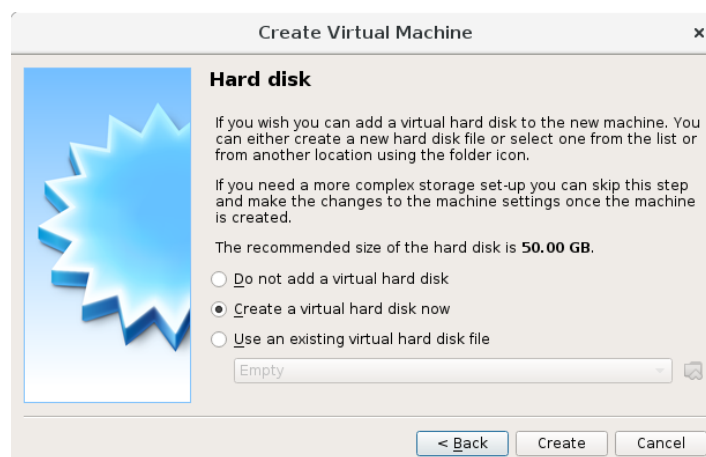 Create Virtual Machine
Hard disk
If you wish you can add a virtual hard disk to the new machine. You
can either create a new hard disk file or select one from the list or
from another location using the folder icon.
If you need a more complex storage set-up you can skip this step
and make the changes to the machine settings once the machine
is created.
The recommended size of the hard disk is 50.00 GB.
Do not add a virtual hard disk
Create a virtual hard disk now
Use an existing virtual hard disk file
Empty
< Back Create Cancel